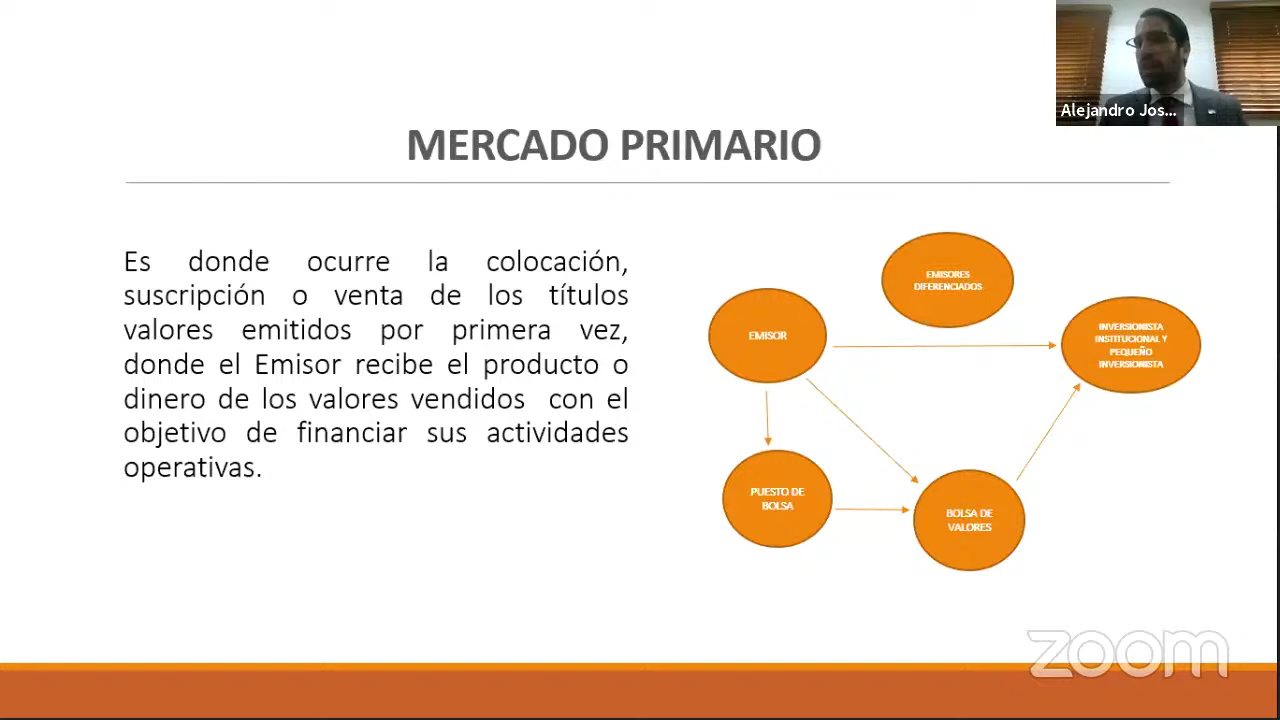 Alejandro Jos...
MERCADO PRIMARIO
Es donde ocurre la colocación,
suscripción o venta de los títulos
valores emitidos por primera vez,
donde el Emisor recibe el producto o
dinero de los valores vendidos con el
objetivo de financiar sus actividades
operativas.
EMISORES
DIFERENCIADOS
EMISOR
INVERSIONISTA
INSTITUCIONAL Y
PEQUEÑO
INVERSIONISTA
PUESTO DE
BOLSA
BOLSA DE
VALORES
zoom